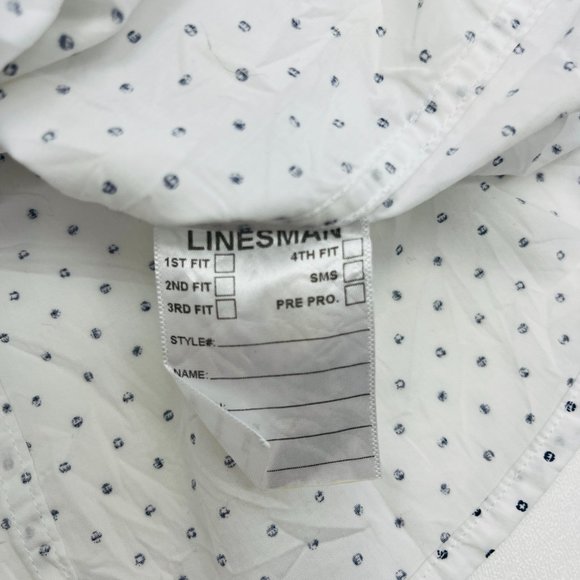 LINESMAN
1ST FIT 4TH FIT
2ND FIT SMS
3RD FIT PRE PRO.
STYLE#:
NAME: